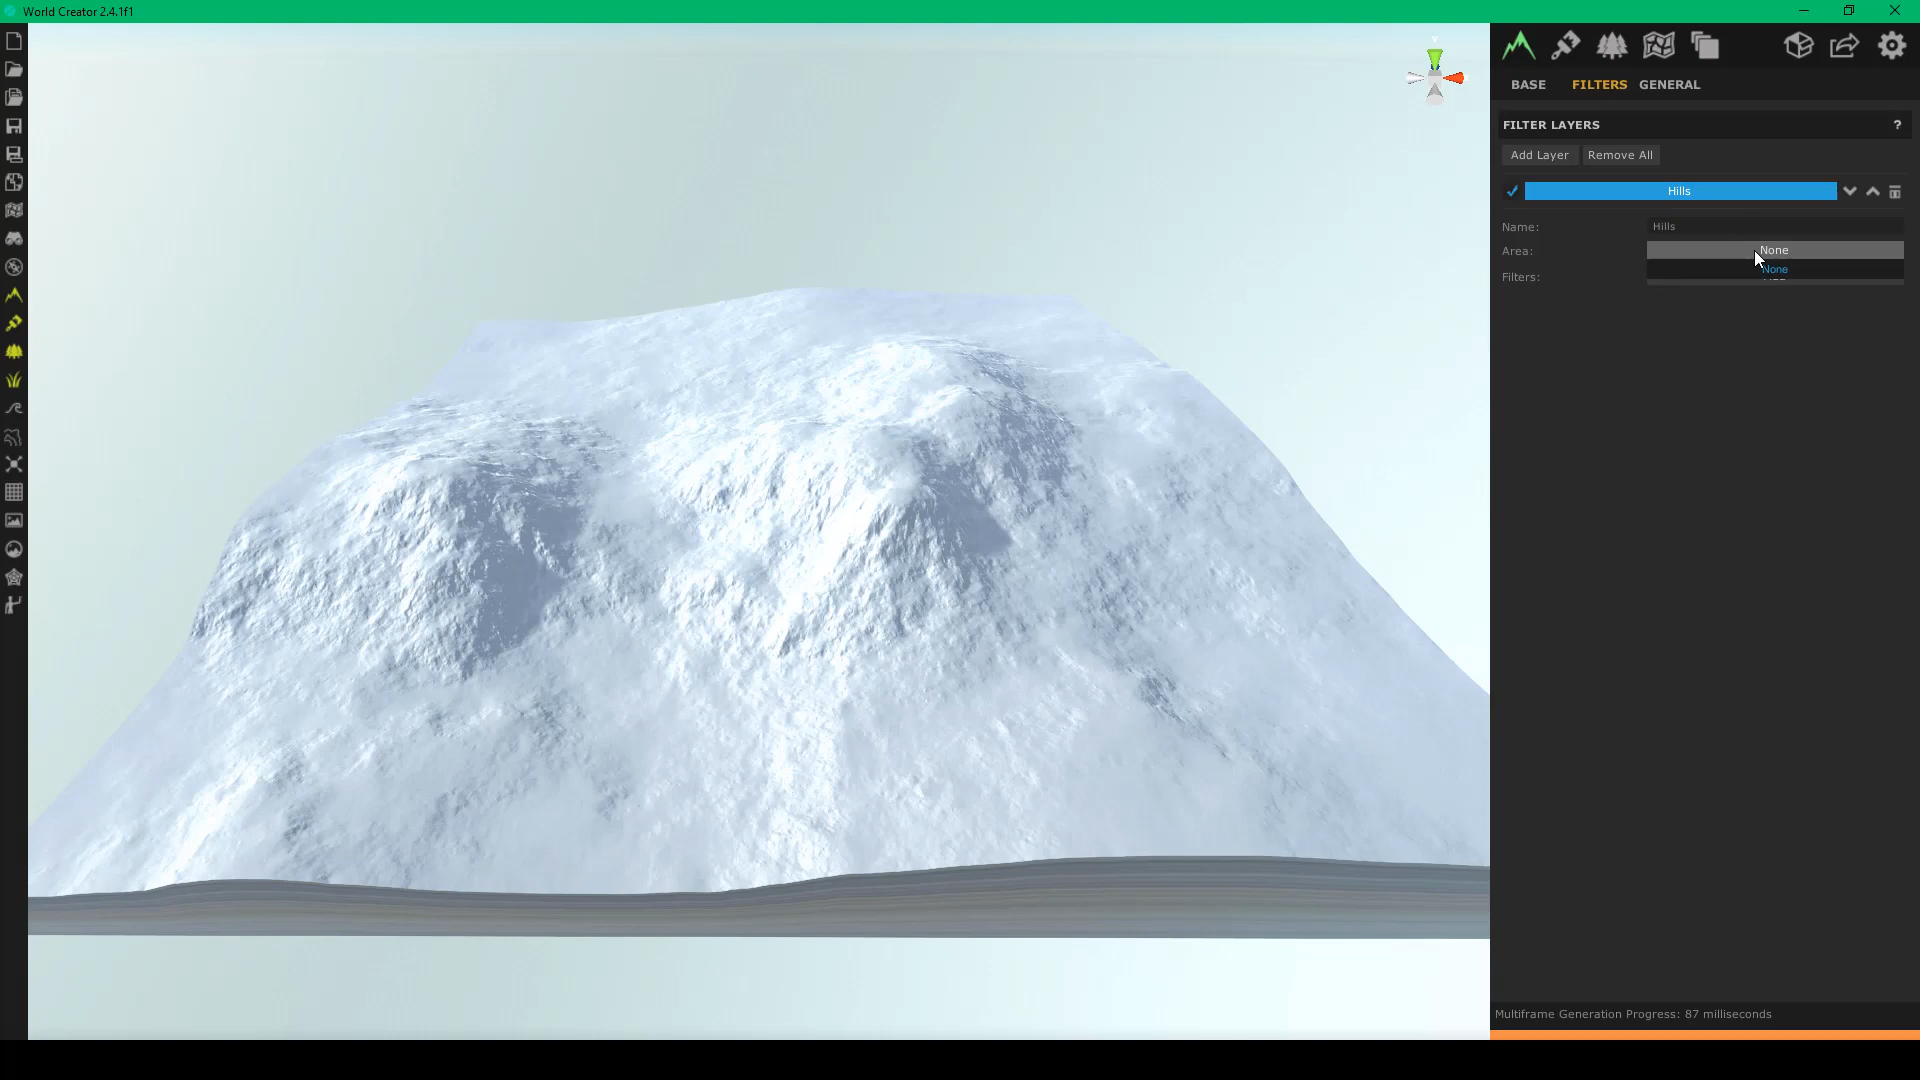 World Creator 2.4.1f1
Y
BASE FILTERS GENERAL
FILTER LAYERS ?
Add Layer Remove All
Hills
Name: Hills
Area: None
None
Filters:
Multiframe Generation Progress: 87 milliseconds